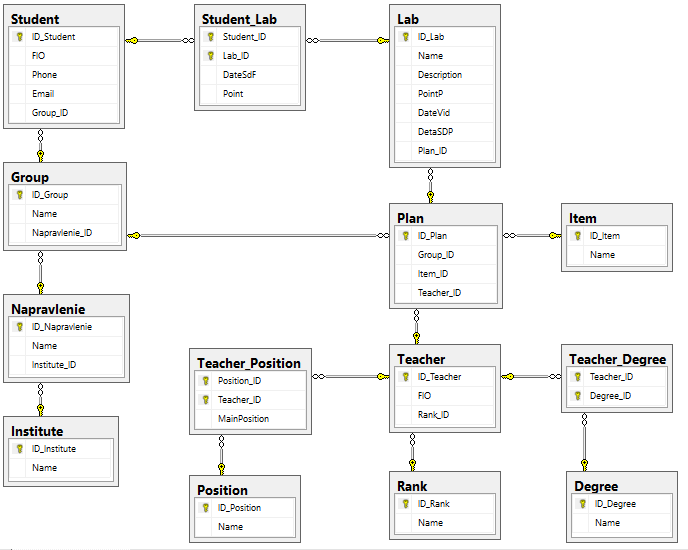 Student
ID_Student
FIO
Phone
Email
Group_ID
Student_Lab
Student_ID
Lab_ID
DateSdF
Point
Lab
ID_Lab
Name
Description
PointP
DateVid
DetaSDP
Plan_ID
Group
ID_Group
Name
Napravlenie_ID
Plan
ID_Plan
Group_ID
Item_ID
Teacher_ID
Item
ID_Item
Name
Napravlenie
ID_Napravlenie
Name
Institute_ID
Teacher_Position
Position_ID
Teacher_ID
MainPosition
Teacher
ID_Teacher
FIO
Rank_ID
Teacher_Degree
Teacher_ID
Degree_ID
Institute
ID_Institute
Name
Position
ID_Position
Name
Rank
ID_Rank
Name
Degree
ID_Degree
Name